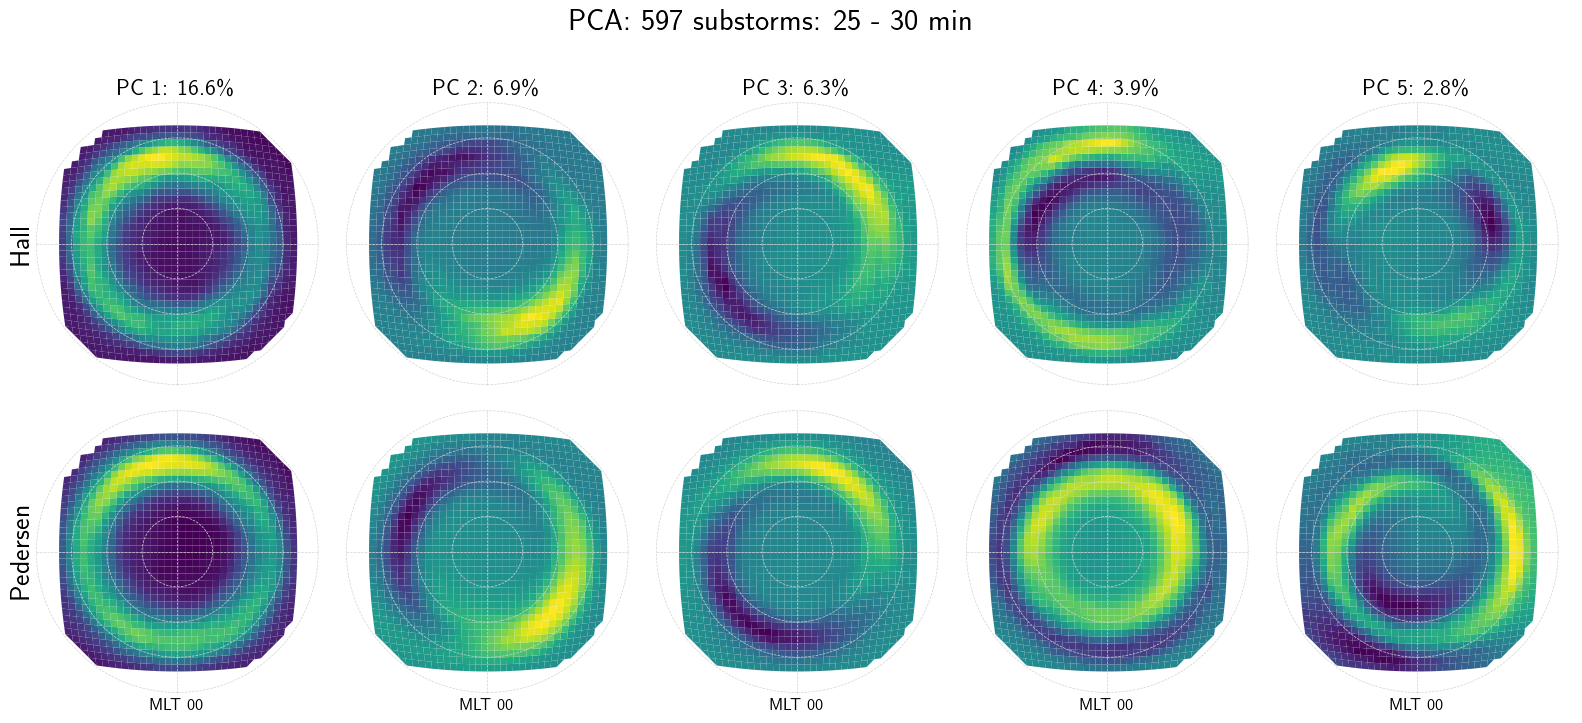 PCA: 597 substorms: 25 - 30 min
PC 1: 16.6%
PC 2: 6.9%
PC 3: 6.3%
PC 4: 3.9%
PC 5: 2.8%
Hall
Pedersen
MLT 00
MLT 00
MLT 00
MLT 00
MLT 00